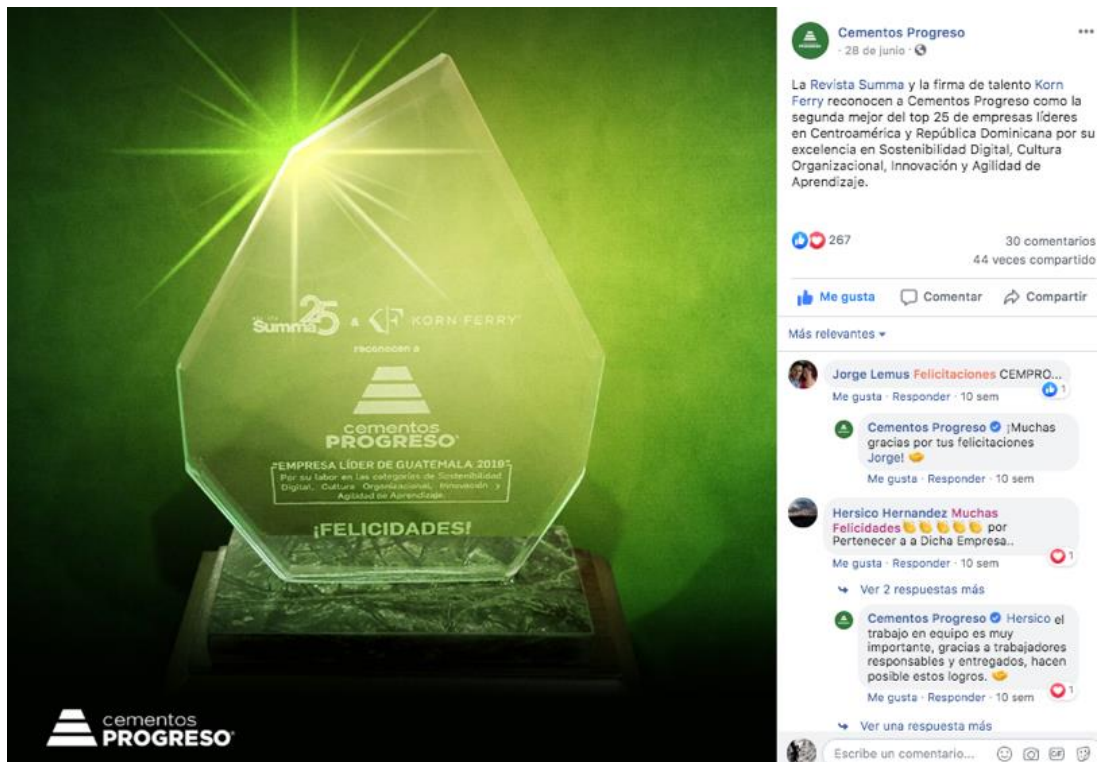 Summa 25 & KF KORN FERRY
reconocen a
cementos
PROGRESO
"EMPRESA LÍDER DE GUATEMALA 2019"
Por su labor en las categorías de Sostenibilidad
Digital, Cultura Organizacional, Innovación y
Agilidad de Aprendizaje.
¡FELICIDADES!
cementos
PROGRESO
Cementos Progreso
· 28 de junio ·
La Revista Summa y la firma de talento Korn
Ferry reconocen a Cementos Progreso como la
segunda mejor del top 25 de empresas líderes
en Centroamérica y República Dominicana por su
excelencia en Sostenibilidad Digital, Cultura
Organizacional, Innovación y Agilidad de
Aprendizaje.
267
30 comentarios
44 veces compartido
Me gusta Comentar Compartir
Más relevantes
Jorge Lemus Felicitaciones CEMPRO...
1
Me gusta · Responder · 10 sem
Cementos Progreso ¡Muchas
gracias por tus felicitaciones
Jorge!
Me gusta · Responder · 10 sem
Hersico Hernandez Muchas
Felicidades👏👏👏👏👏 por
Pertenecer a a Dicha Empresa..
1
Me gusta · Responder · 10 sem
Ver 2 respuestas más
Cementos Progreso Hersico el
trabajo en equipo es muy
importante, gracias a trabajadores
responsables y entregados, hacen
posible estos logros.
1
Me gusta · Responder · 10 sem
Ver una respuesta más
Escribe un comentario...
GIF